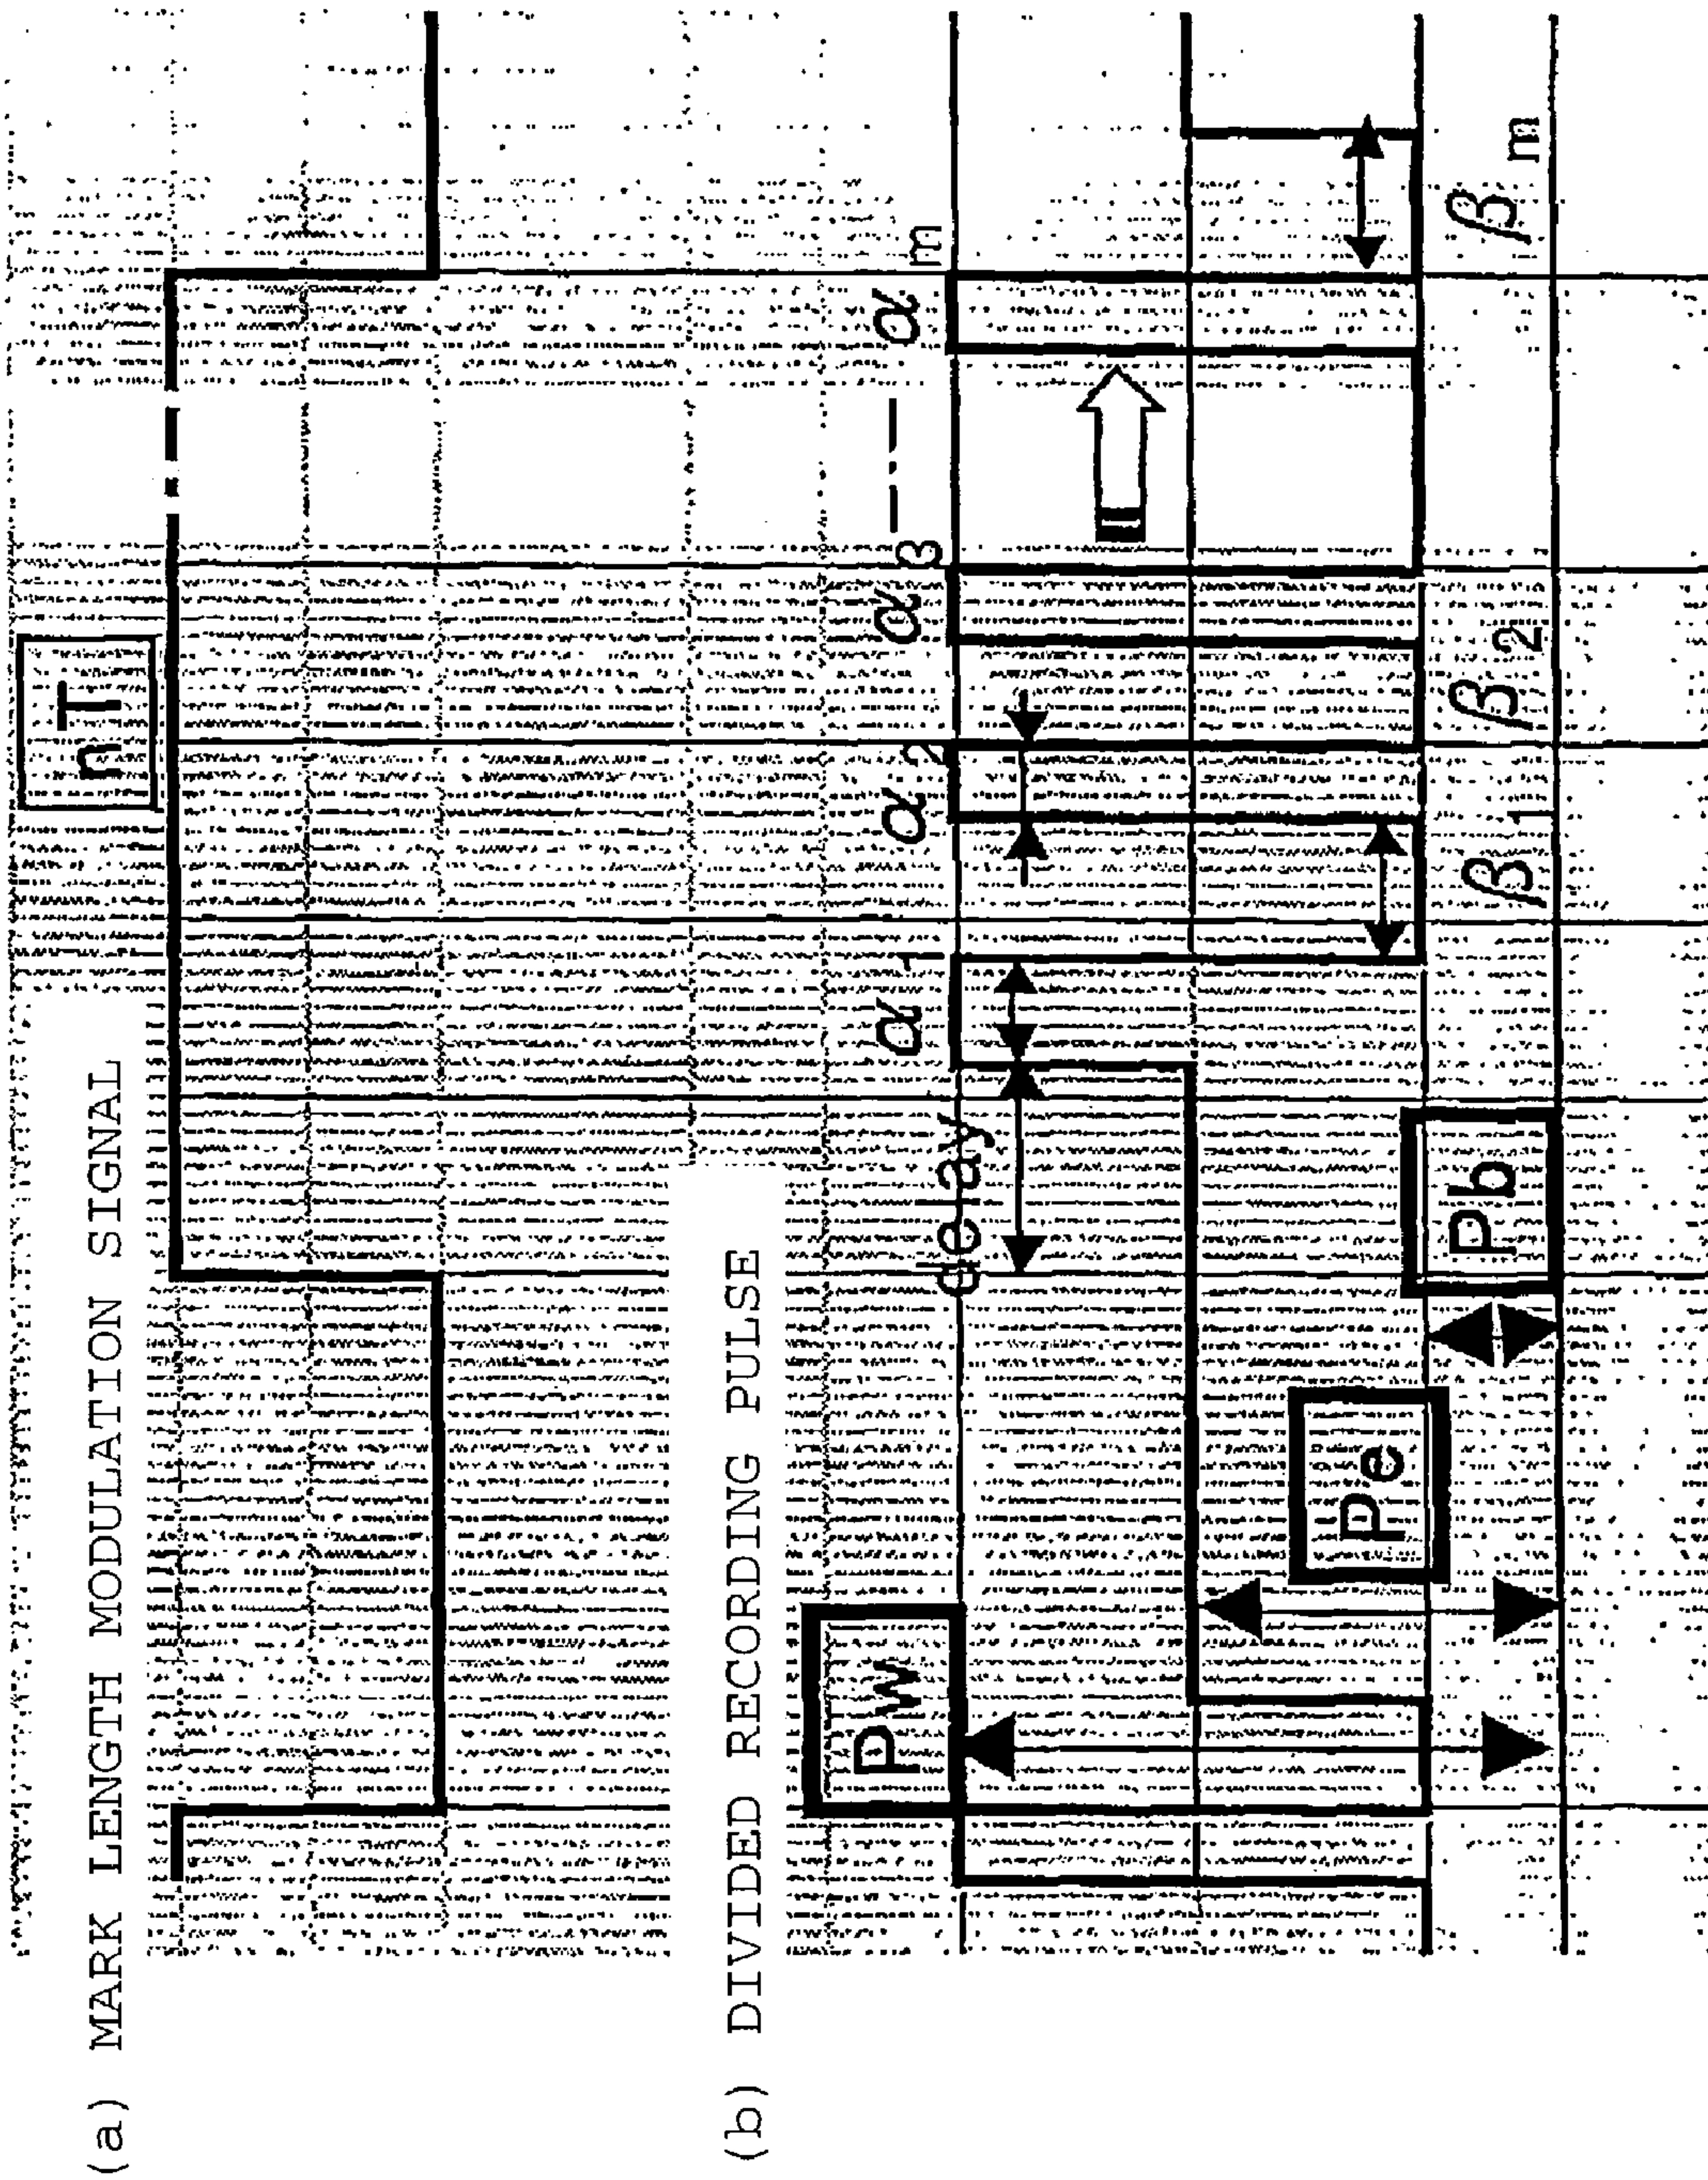 (a) MARK LENGTH MODULATION SIGNAL
nT
(b) DIVIDED RECORDING PULSE
Pw
delay
α1
α2
α3
αm
Pe
Pb
β1
β2
βm